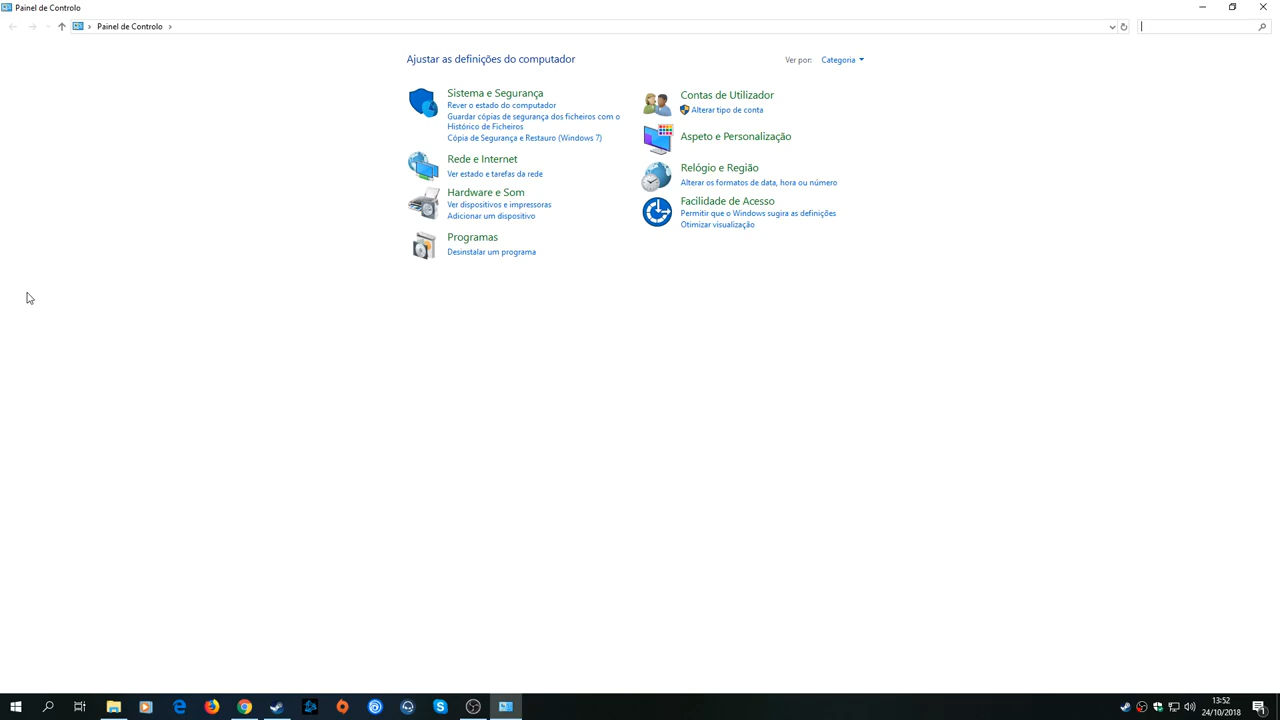 Painel de Controlo
Painel de Controlo
Ajustar as definições do computador
Ver por: Categoria
Sistema e Segurança
Rever o estado do computador
Guardar cópias de segurança dos ficheiros com o
Histórico de Ficheiros
Cópia de Segurança e Restauro (Windows 7)
Rede e Internet
Ver estado e tarefas da rede
Hardware e Som
Ver dispositivos e impressoras
Adicionar um dispositivo
Programas
Desinstalar um programa
Contas de Utilizador
Alterar tipo de conta
Aspeto e Personalização
Relógio e Região
Alterar os formatos de data, hora ou número
Facilidade de Acesso
Permitir que o Windows sugira as definições
Otimizar visualização
13:52
24/10/2018
1